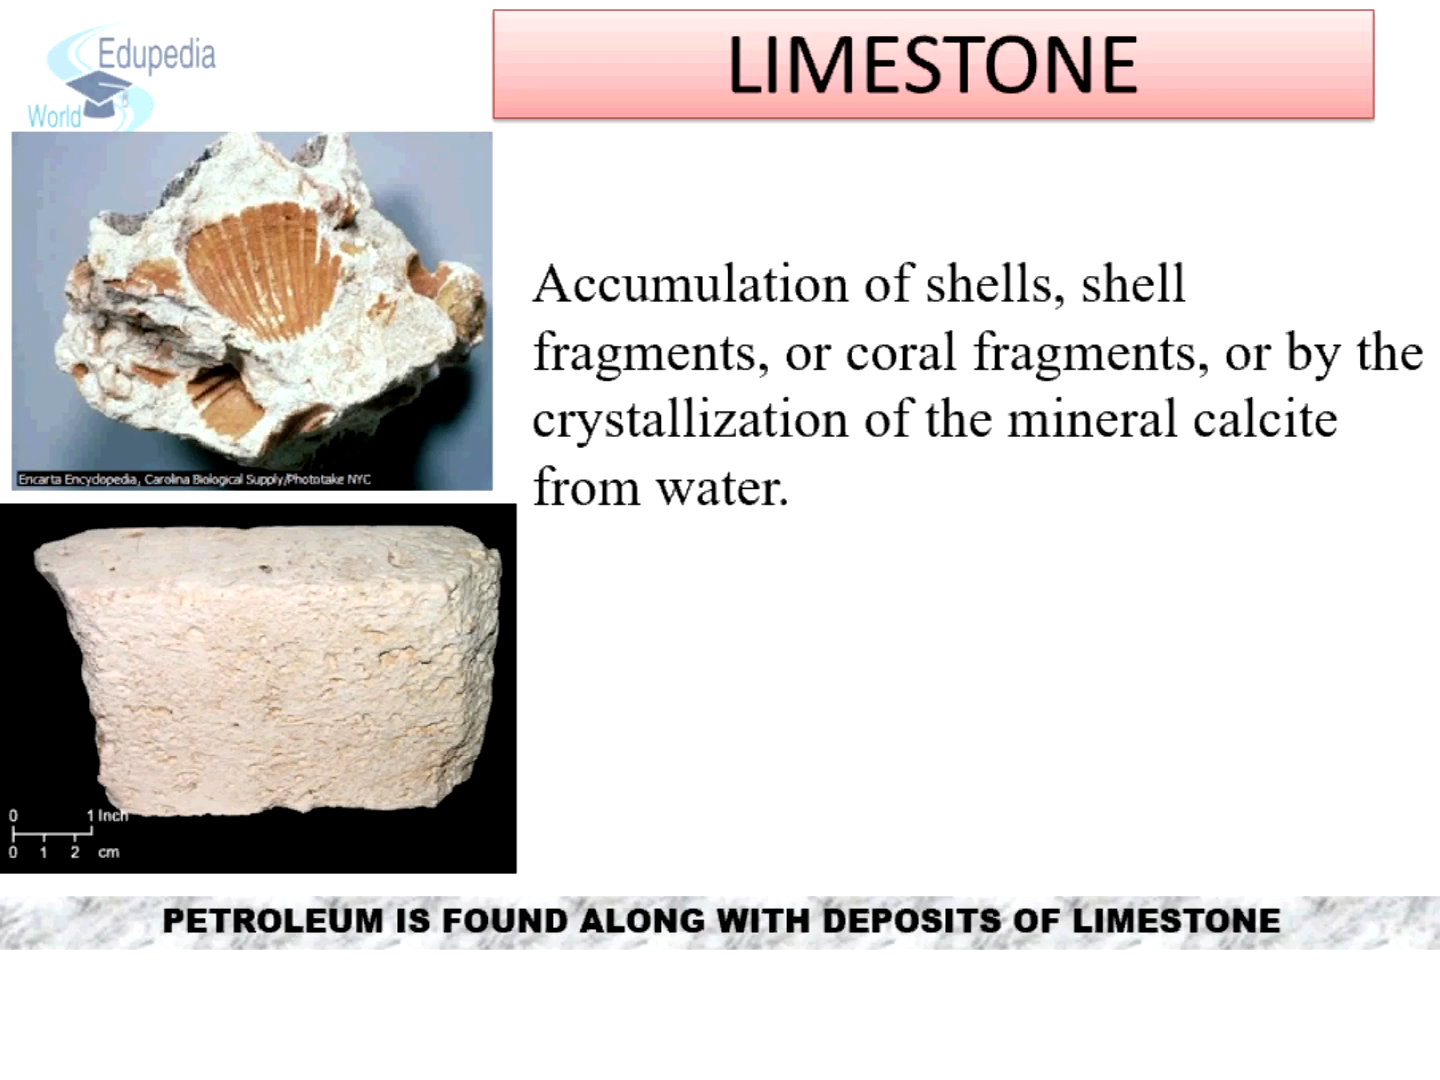 Edupedia
World
LIMESTONE
Accumulation of shells, shell
fragments, or coral fragments, or by the
crystallization of the mineral calcite
from water.
Encarta Encyclopedia, Carolina Biological Supply/Phototake NYC
0 1 Inch
0 1 2 cm
PETROLEUM IS FOUND ALONG WITH DEPOSITS OF LIMESTONE